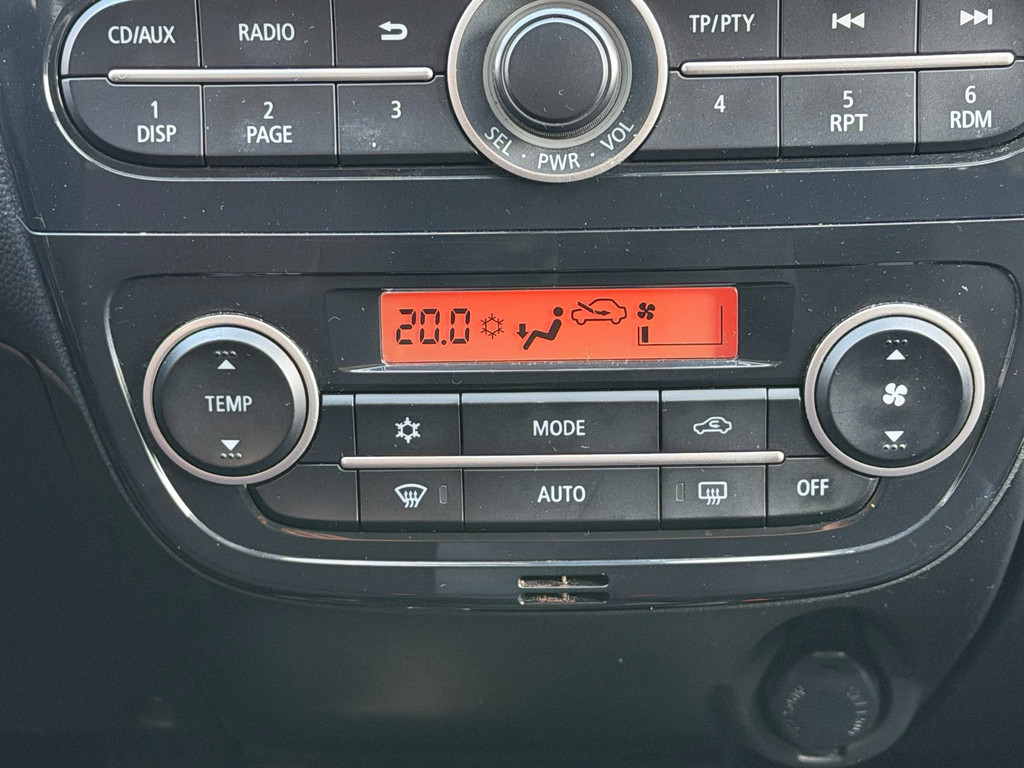 CD/AUX RADIO TP/PTY
1 2 3 4 5 6
DISP PAGE RPT RDM
SEL · PWR · VOL
20.0
TEMP
MODE
AUTO OFF